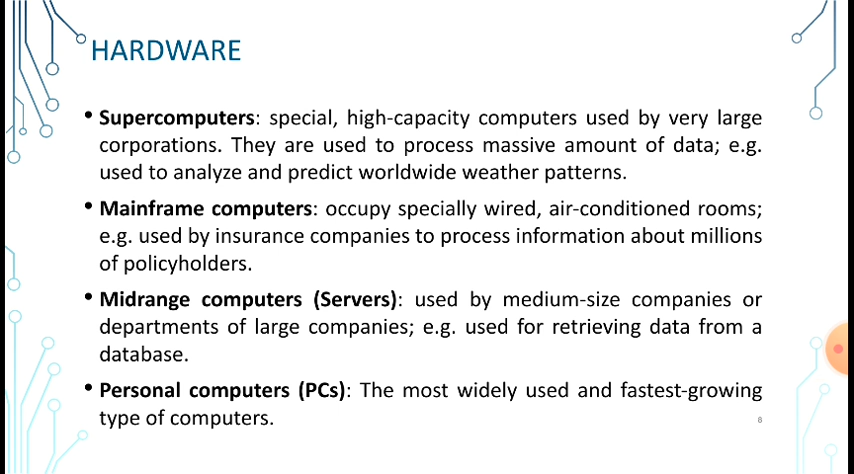 HARDWARE
• Supercomputers: special, high-capacity computers used by very large
corporations. They are used to process massive amount of data; e.g.
used to analyze and predict worldwide weather patterns.
• Mainframe computers: occupy specially wired, air-conditioned rooms;
e.g. used by insurance companies to process information about millions
of policyholders.
• Midrange computers (Servers): used by medium-size companies or
departments of large companies; e.g. used for retrieving data from a
database.
• Personal computers (PCs): The most widely used and fastest-growing
type of computers.
8